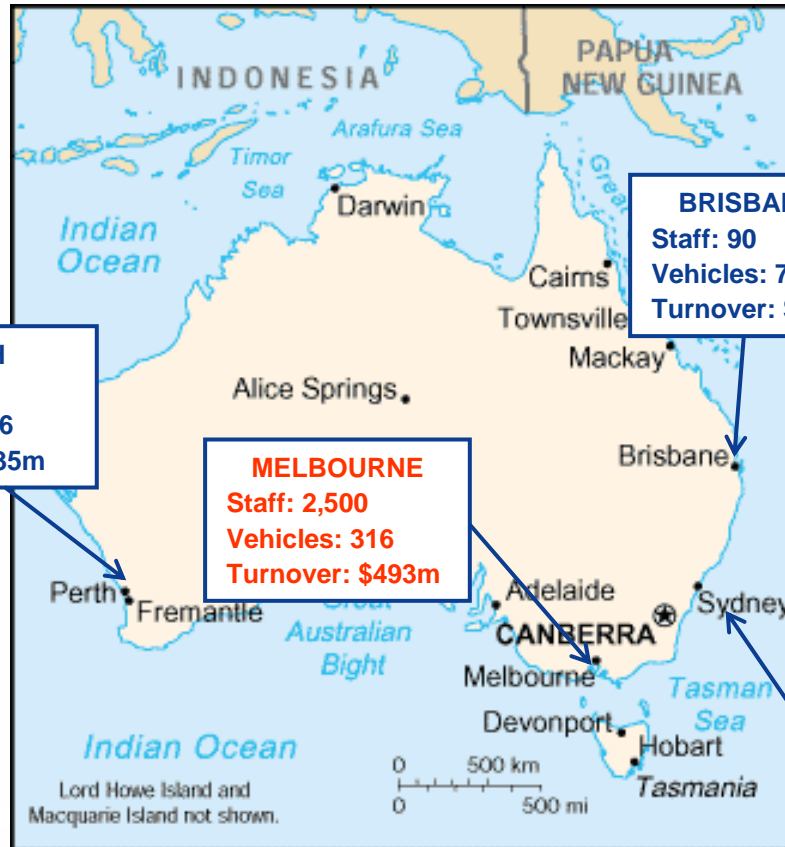 INDONESIA
PAPUA
NEW GUINEA
Arafura Sea
Timor
Sea
Great
Darwin
Indian
Ocean
BRISBA
Staff: 90
Vehicles: 7
Turnover:
Cairns
Townsville
Mackay
Alice Springs
6
35m
Brisbane
MELBOURNE
Staff: 2,500
Vehicles: 316
Turnover: $493m
Perth
Fremantle
Great
Australian
Bight
Adelaide
CANBERRA
Sydney
Melbourne
Tasman
Sea
Devonport
Hobart
Tasmania
Indian Ocean
Lord Howe Island and
Macquarie Island not shown.
0 500 km
0 500 mi